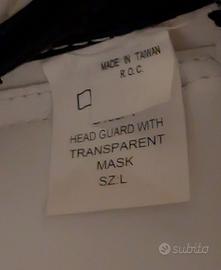 MADE IN TAIWAN
R.O.C.
HEAD GUARD WITH
TRANSPARENT
MASK
SZ:L
subito